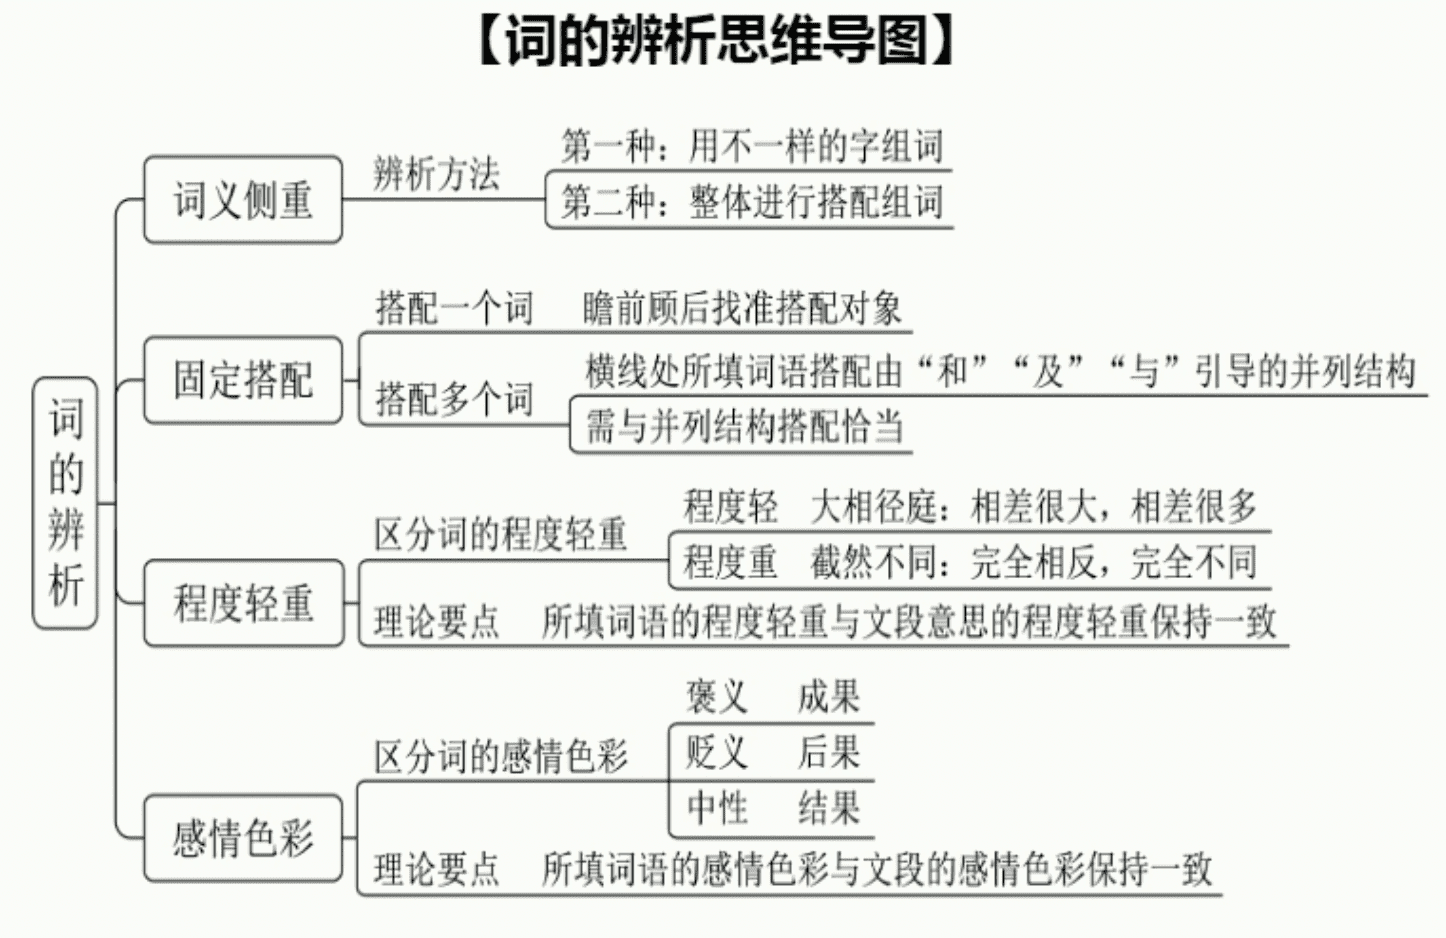 【词的辨析思维导图】
词的辨析
词义侧重
辨析方法
第一种：用不一样的字组词
第二种：整体进行搭配组词
固定搭配
搭配一个词 瞻前顾后找准搭配对象
搭配多个词
横线处所填词语搭配由“和”“及”“与”引导的并列结构
需与并列结构搭配恰当
程度轻重
区分词的程度轻重
程度轻 大相径庭：相差很大，相差很多
程度重 截然不同：完全相反，完全不同
理论要点 所填词语的程度轻重与文段意思的程度轻重保持一致
感情色彩
区分词的感情色彩
褒义 成果
贬义 后果
中性 结果
理论要点 所填词语的感情色彩与文段的感情色彩保持一致